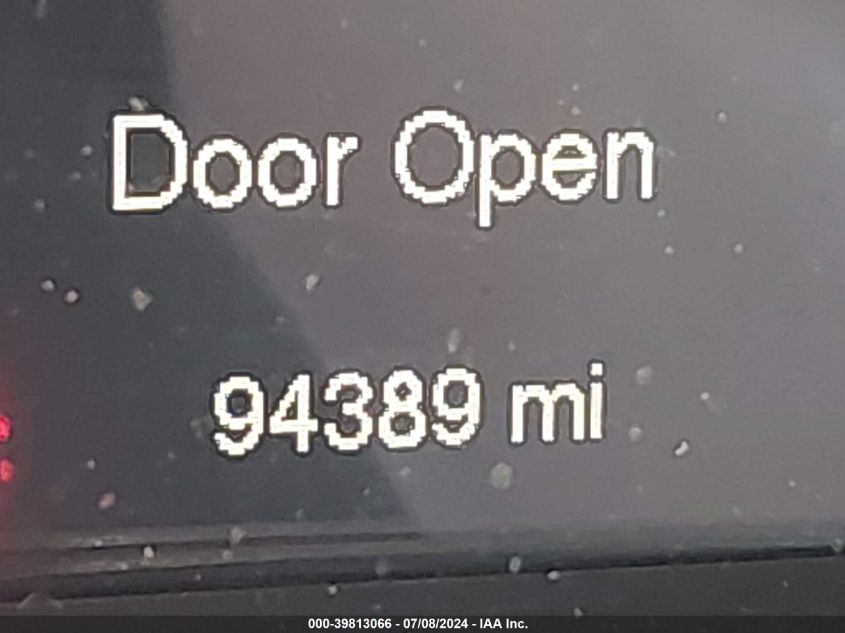 Door Open
94389 mi
000-39813066 - 07/08/2024 - IAA Inc.